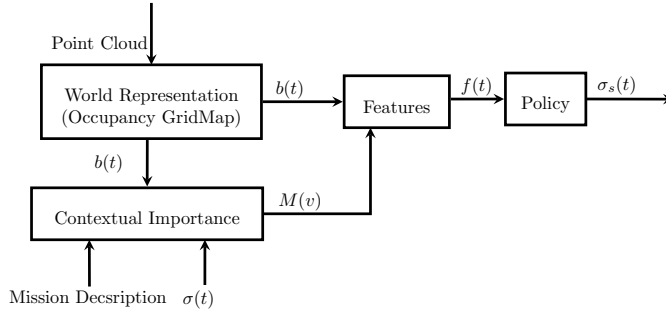 Point Cloud
World Representation
(Occupancy GridMap)
b(t)
Features
f(t)
Policy
σ_s(t)
b(t)
Contextual Importance
M(v)
Mission Decsription
σ(t)